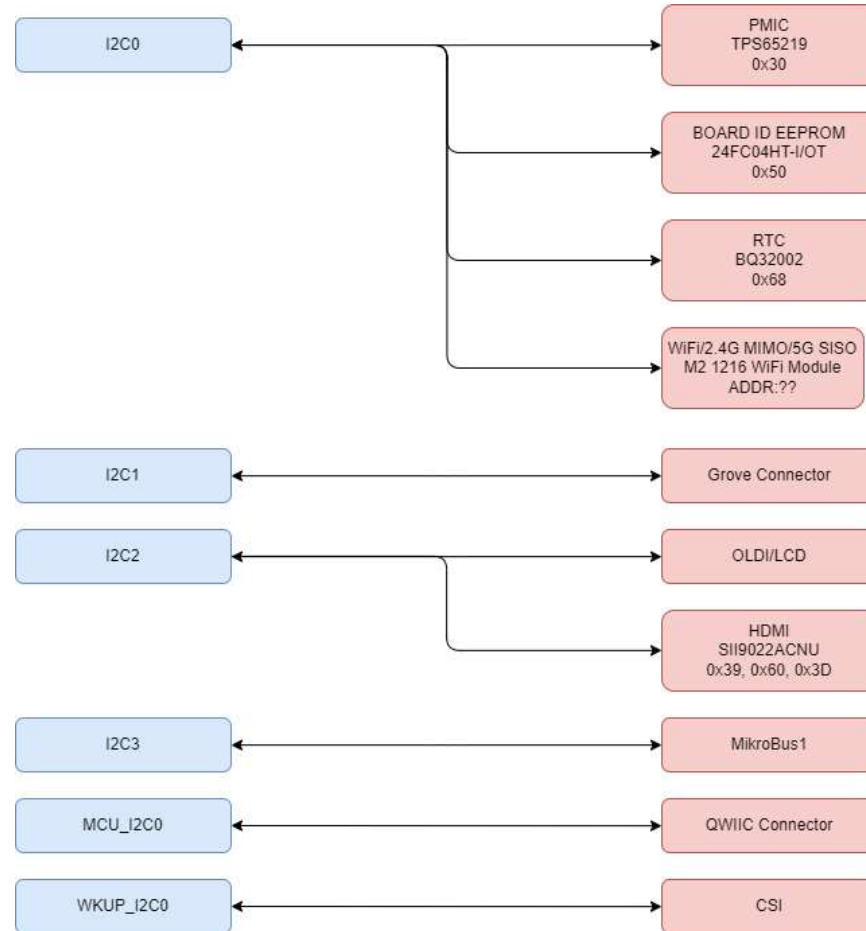 I2C0
PMIC
TPS65219
0x30
BOARD ID EEPROM
24FC04HT-I/OT
0x50
RTC
BQ32002
0x68
WiFi/2.4G MIMO/5G SISO
M2 1216 WiFi Module
ADDR:??
I2C1
Grove Connector
I2C2
OLDI/LCD
HDMI
SII9022ACNU
0x39, 0x60, 0x3D
I2C3
MikroBus1
MCU_I2C0
QWIIC Connector
WKUP_I2C0
CSI